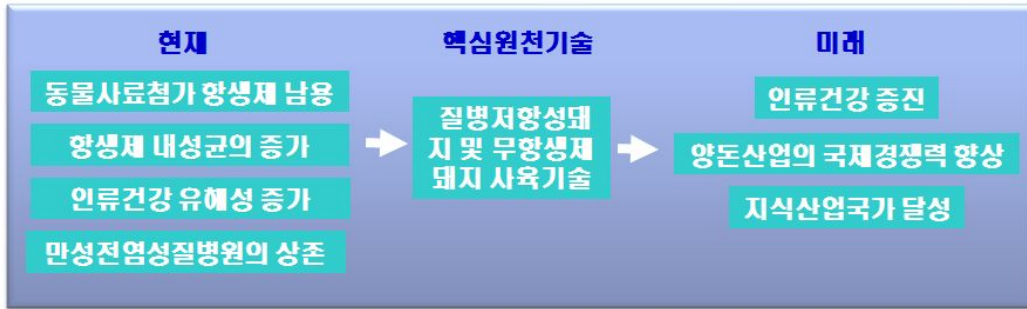 현재
동물사료첨가 항생제 남용
항생제 내성균의 증가
인류건강 유해성 증가
만성전염성질병원의 상존
핵심원천기술
질병저항성돼
지 및 무항생제
돼지 사육기술
미래
인류건강 증진
양돈산업의 국제경쟁력 향상
지식산업국가 달성